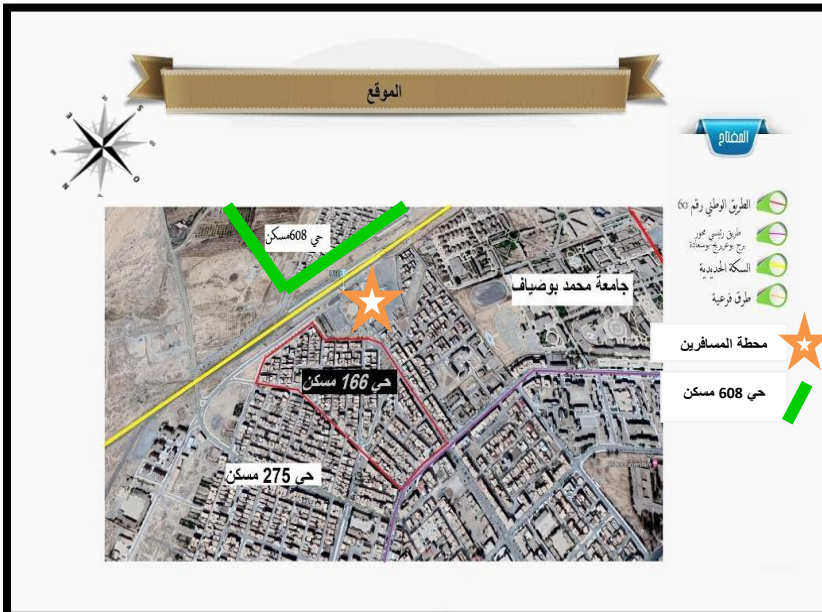 الموقع
المفتاح
الطريق الوطني رقم 60
طريق رئيسي محور
برج بوعريريج بوسعادة
السكة الحديدية
طرق فرعية
محطة المسافرين
حي 608 مسكن
حي 608مسكن
جامعة محمد بوضياف
حي 166 مسكن
حي 275 مسكن